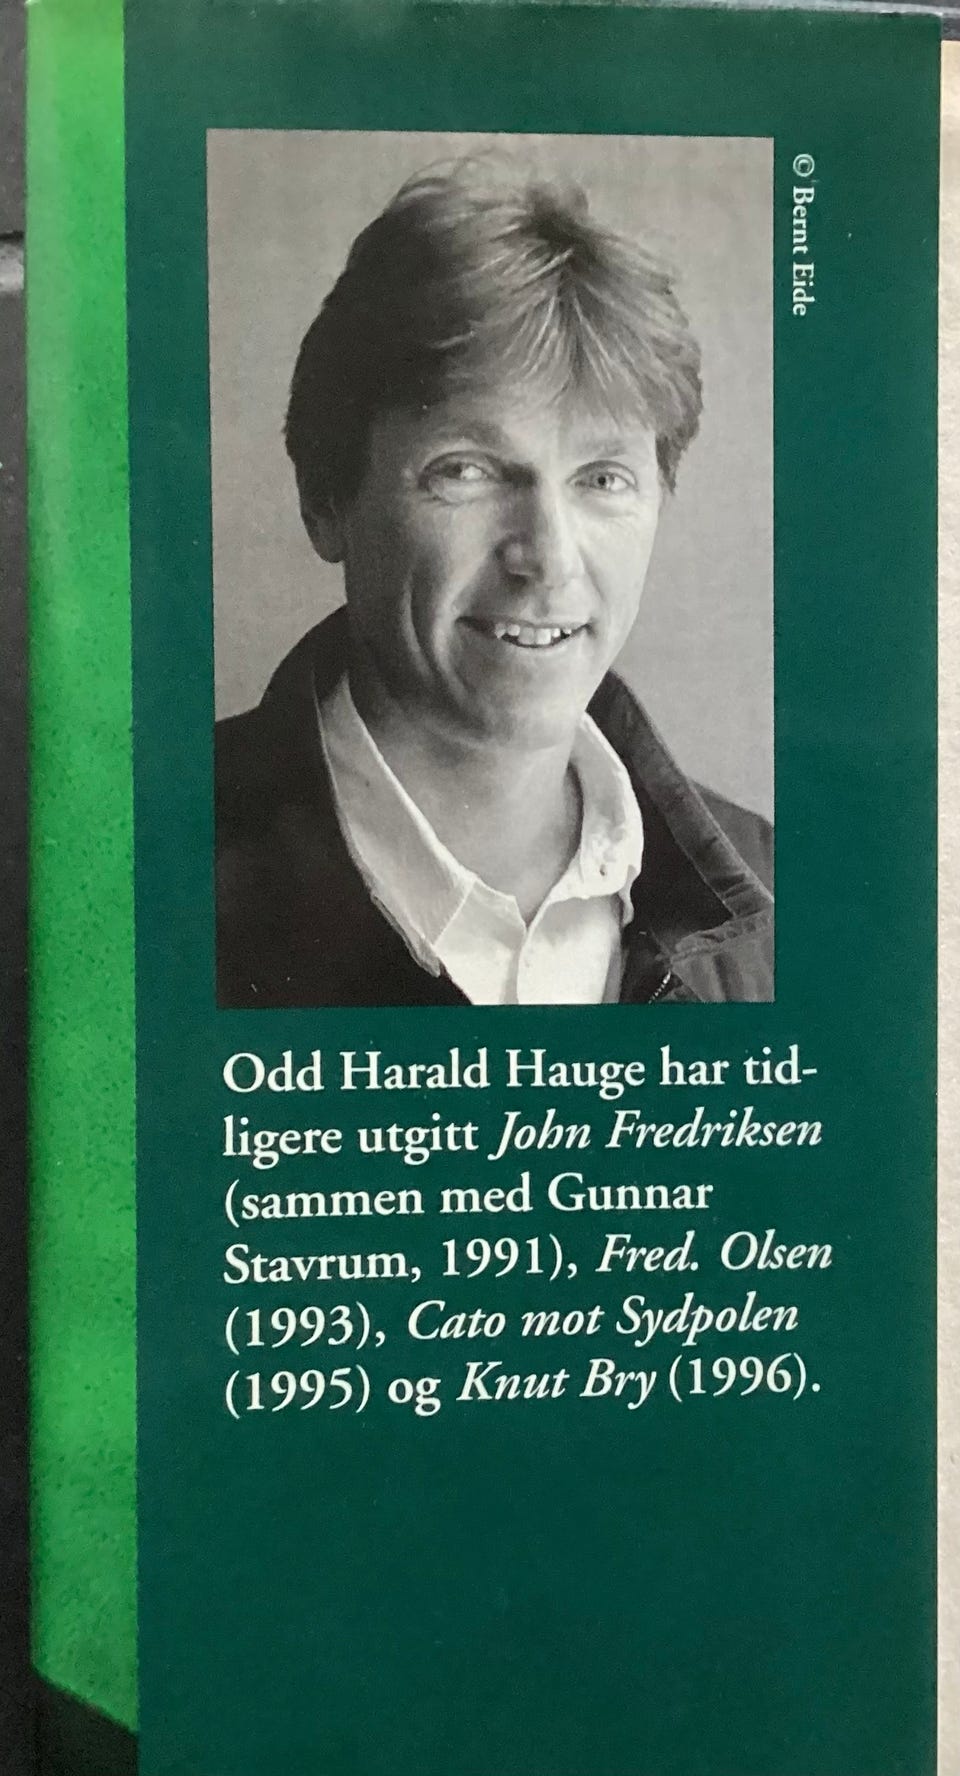 © Bernt Eide
Odd Harald Hauge har tid-
ligere utgitt John Fredriksen
(sammen med Gunnar
Stavrum, 1991), Fred. Olsen
(1993), Cato mot Sydpolen
(1995) og Knut Bry (1996).